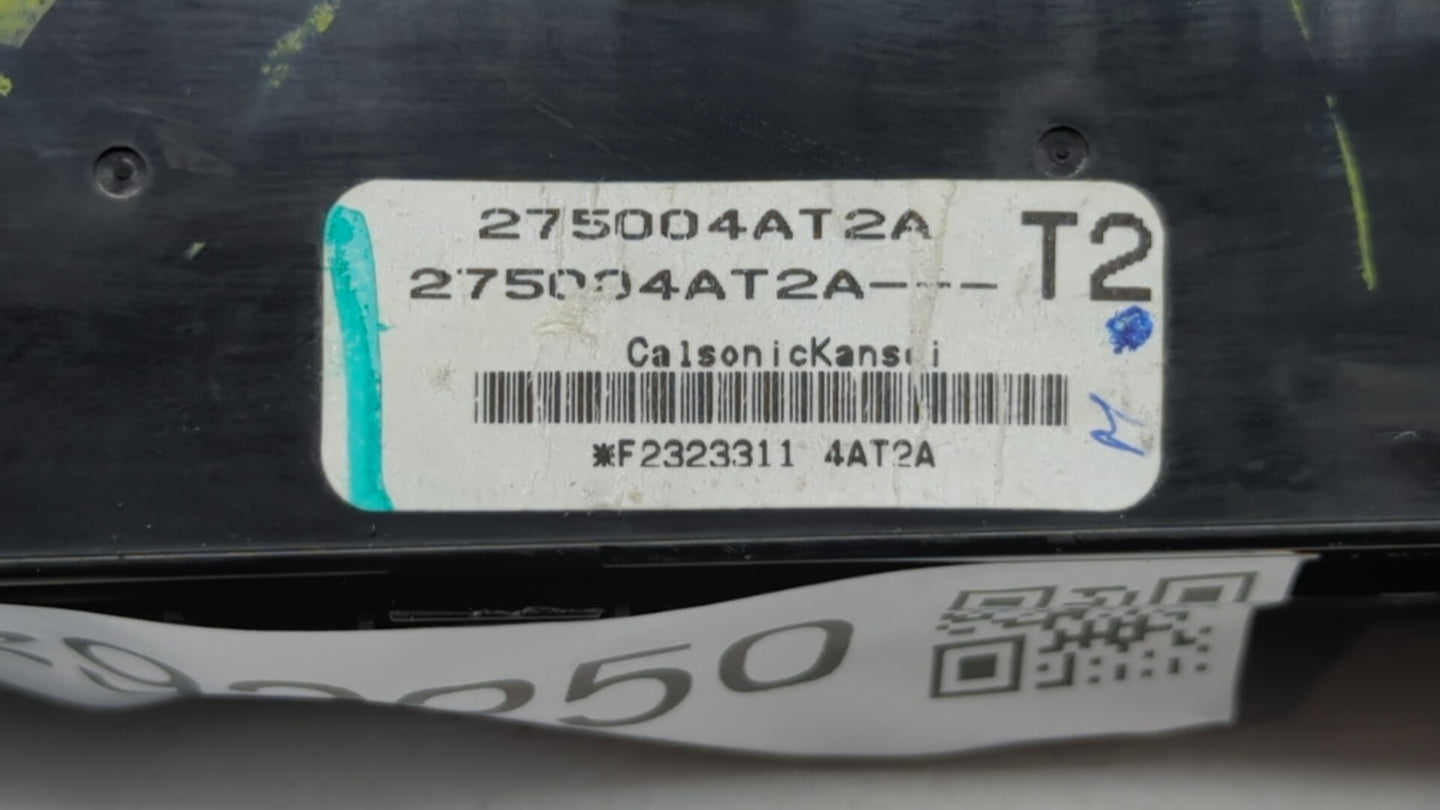 275004AT2A
T2
275004AT2A---
CalsonicKansei
*F2323311 4AT2A